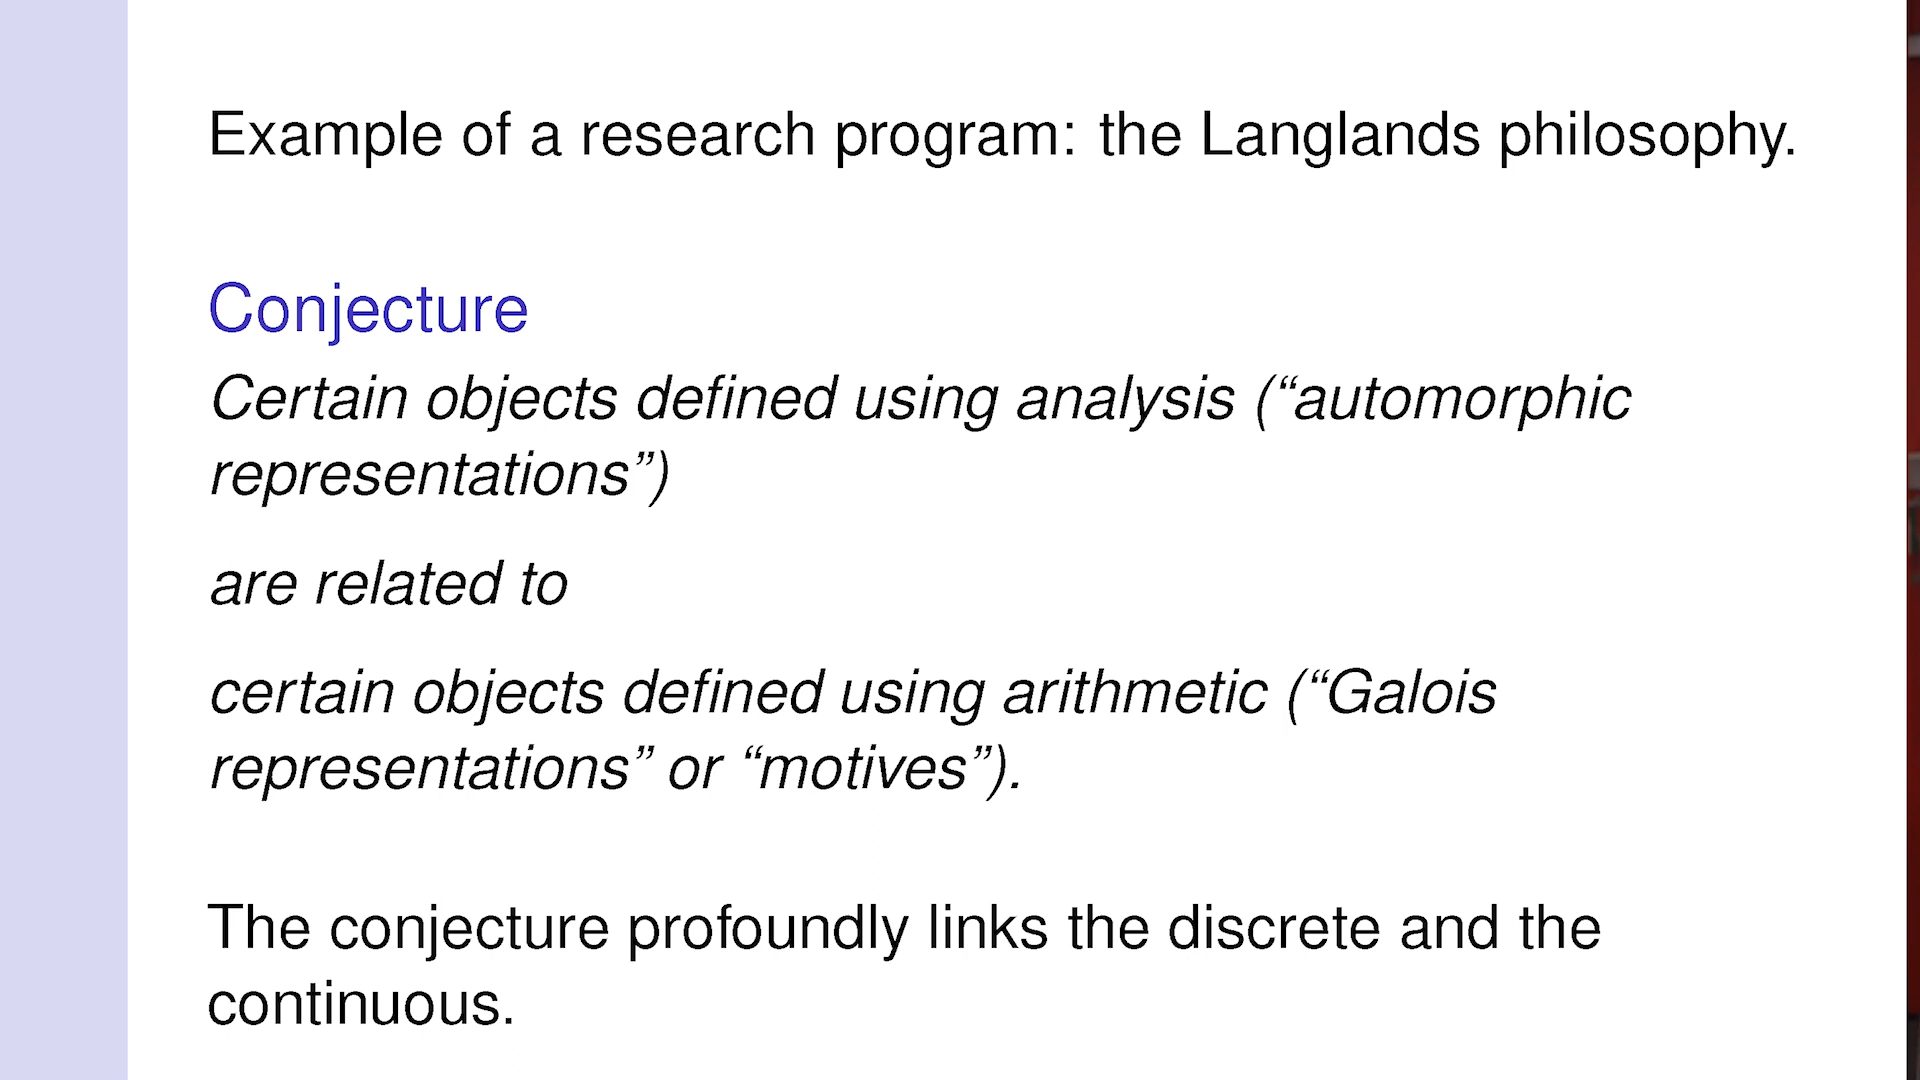 Example of a research program: the Langlands philosophy.
Conjecture
Certain objects defined using analysis (“automorphic
representations”)
are related to
certain objects defined using arithmetic (“Galois
representations” or “motives”).
The conjecture profoundly links the discrete and the
continuous.